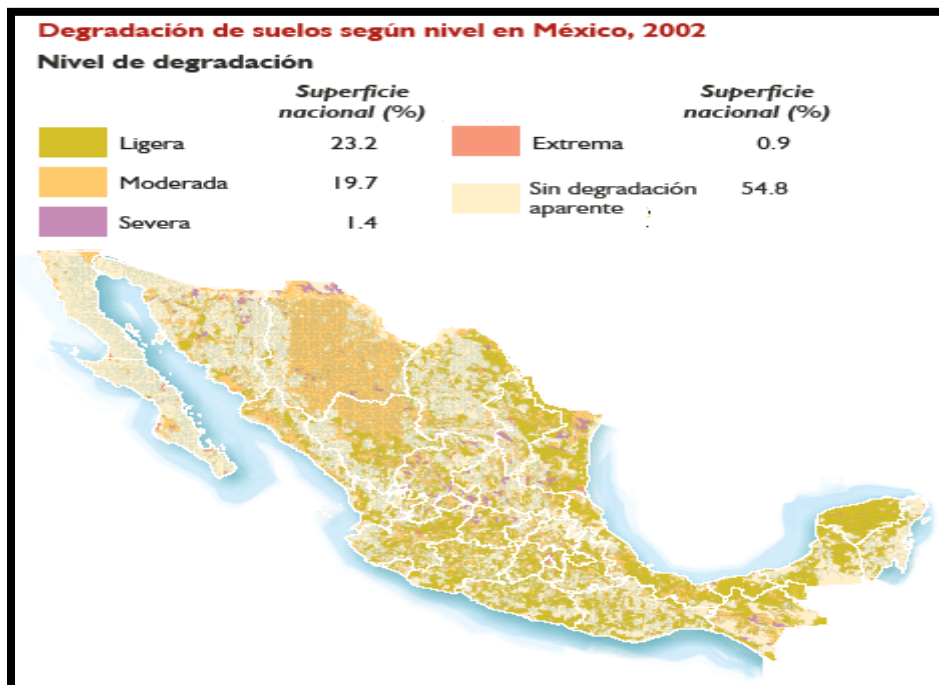 Degradación de suelos según nivel en México, 2002
Nivel de degradación
Superficie nacional (%)
Ligera 23.2
Moderada 19.7
Severa 1.4
Superficie nacional (%)
Extrema 0.9
Sin degradación aparente 54.8